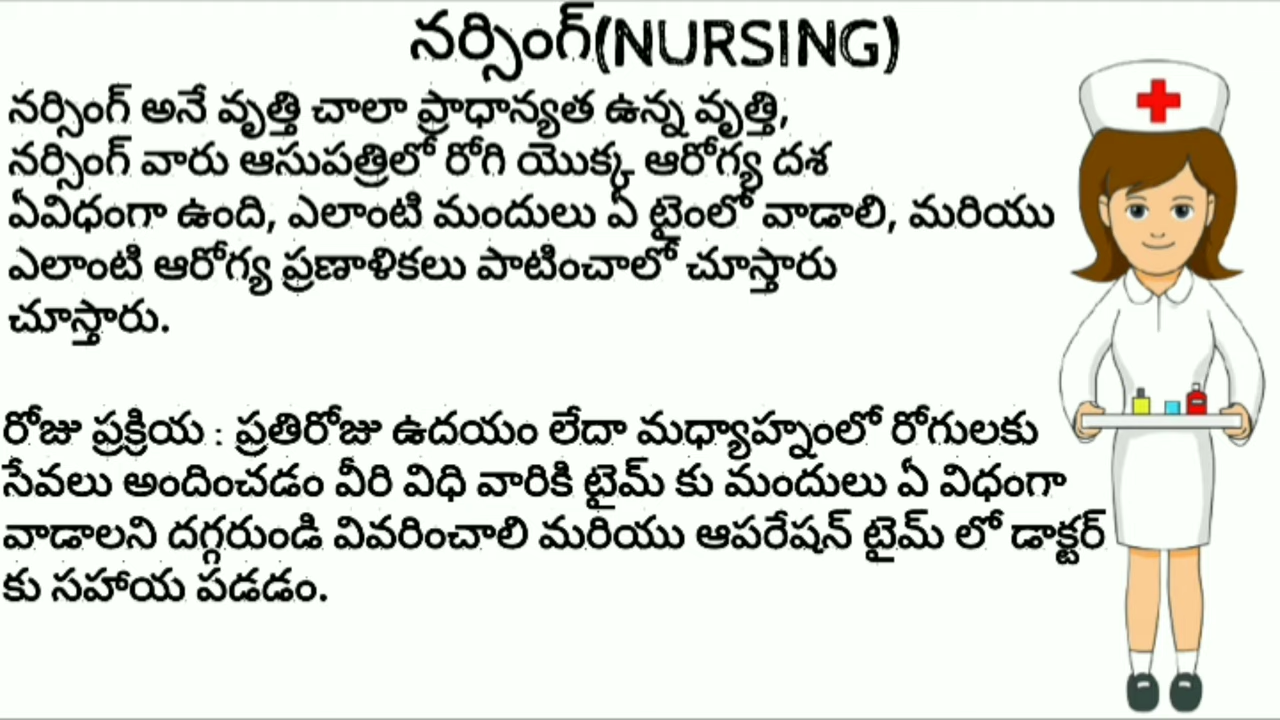 నర్సింగ్(NURSING)
నర్సింగ్ అనే వృత్తి చాలా ప్రాధాన్యత ఉన్న వృత్తి,
నర్సింగ్ వారు ఆసుపత్రిలో రోగి యొక్క ఆరోగ్య దశ
ఏవిధంగా ఉంది, ఎలాంటి మందులు ఏ టైంలో వాడాలి, మరియు
ఎలాంటి ఆరోగ్య ప్రణాళికలు పాటించాలో చూస్తారు
చూస్తారు.
రోజు ప్రక్రియ : ప్రతిరోజు ఉదయం లేదా మధ్యాహ్నంలో రోగులకు
సేవలు అందించడం వీరి విధి వారికి టైమ్ కు మందులు ఏ విధంగా
వాడాలని దగ్గరుండి వివరించాలి మరియు ఆపరేషన్ టైమ్ లో డాక్టర్
కు సహాయ పడడం.